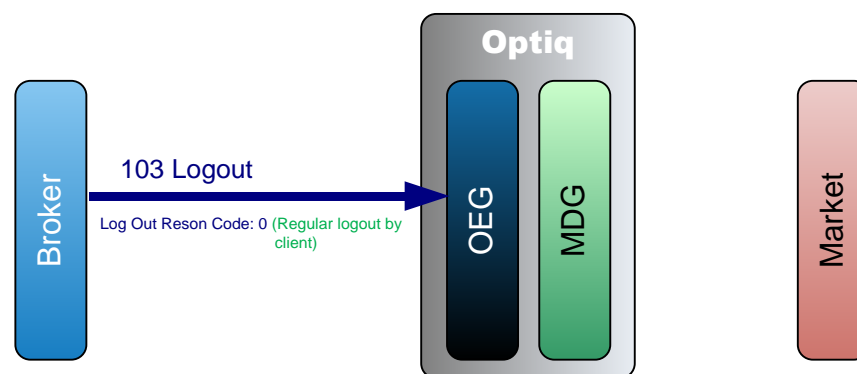 Optiq
103 Logout
Log Out Reson Code: 0 (Regular logout by
client)
Broker
OEG
MDG
Market